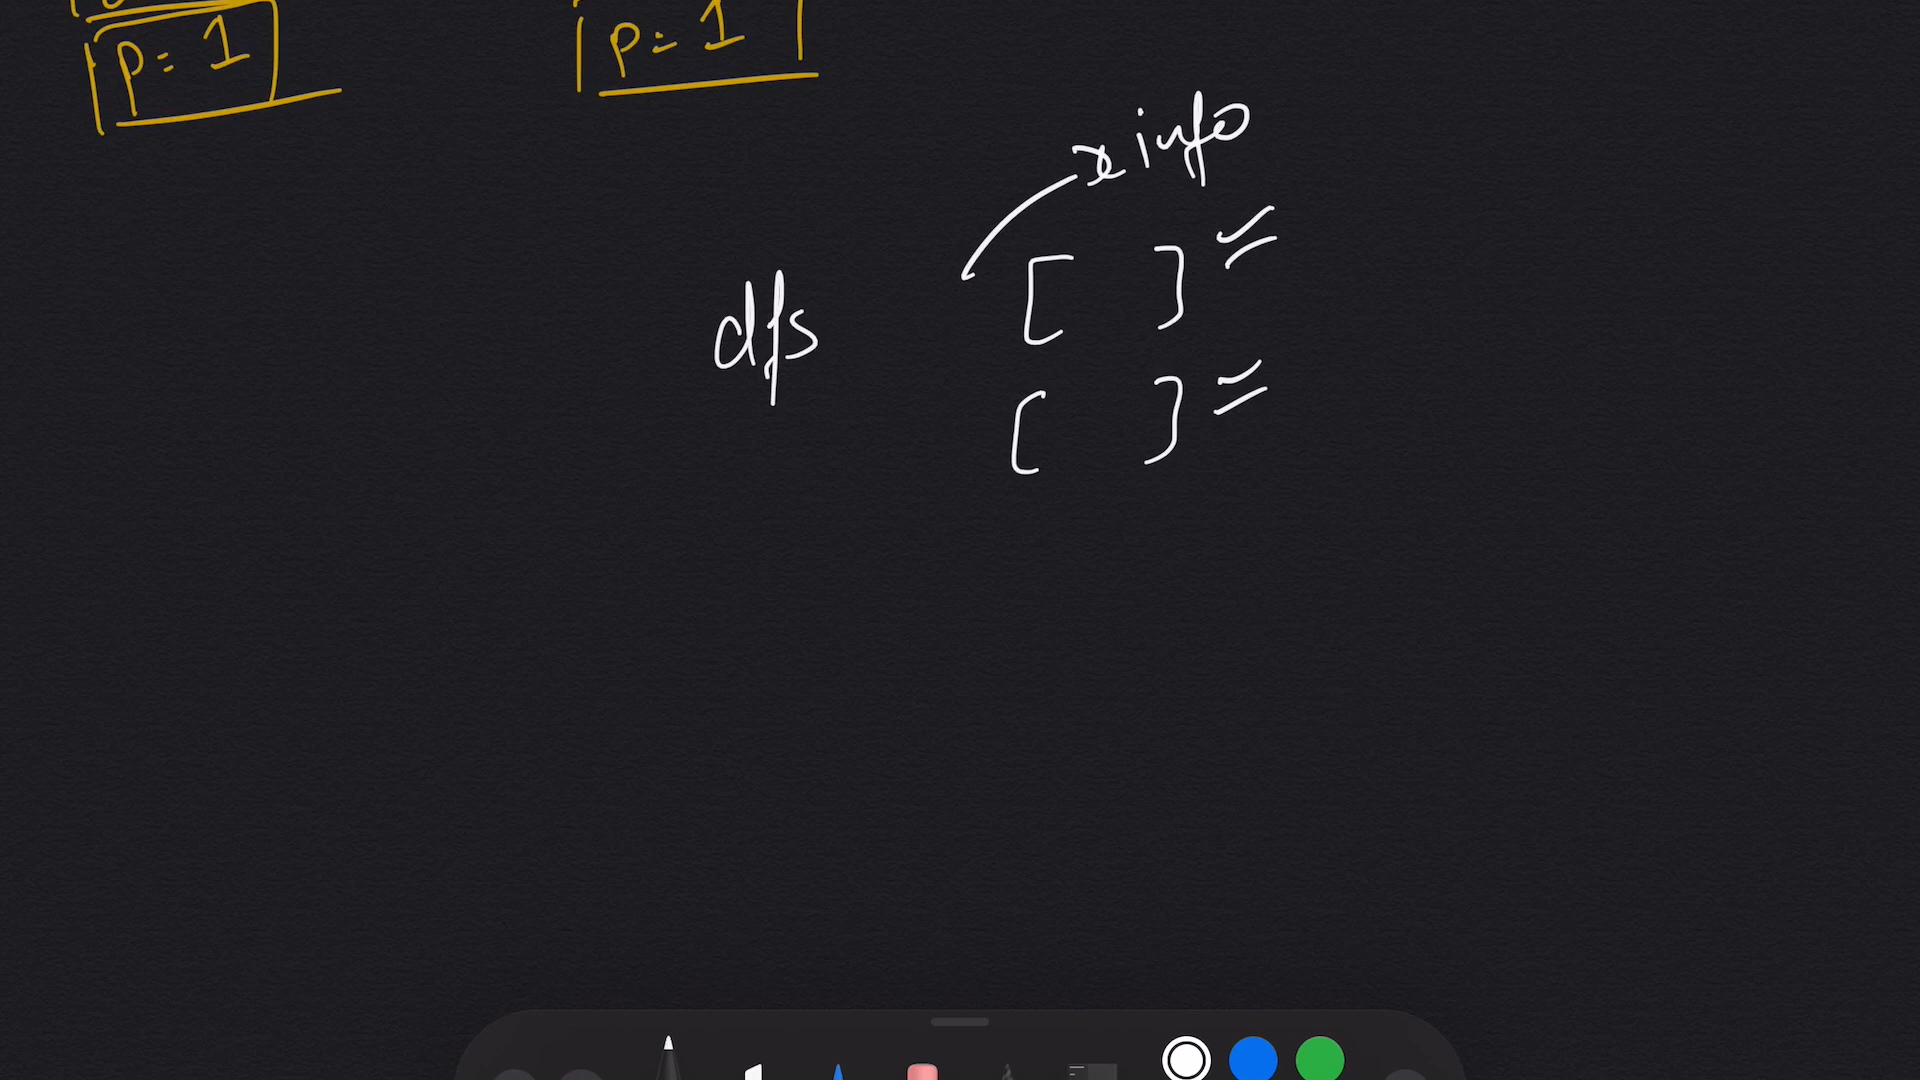 p = 1
p = 1
x info
dfs [ ]
[ ]